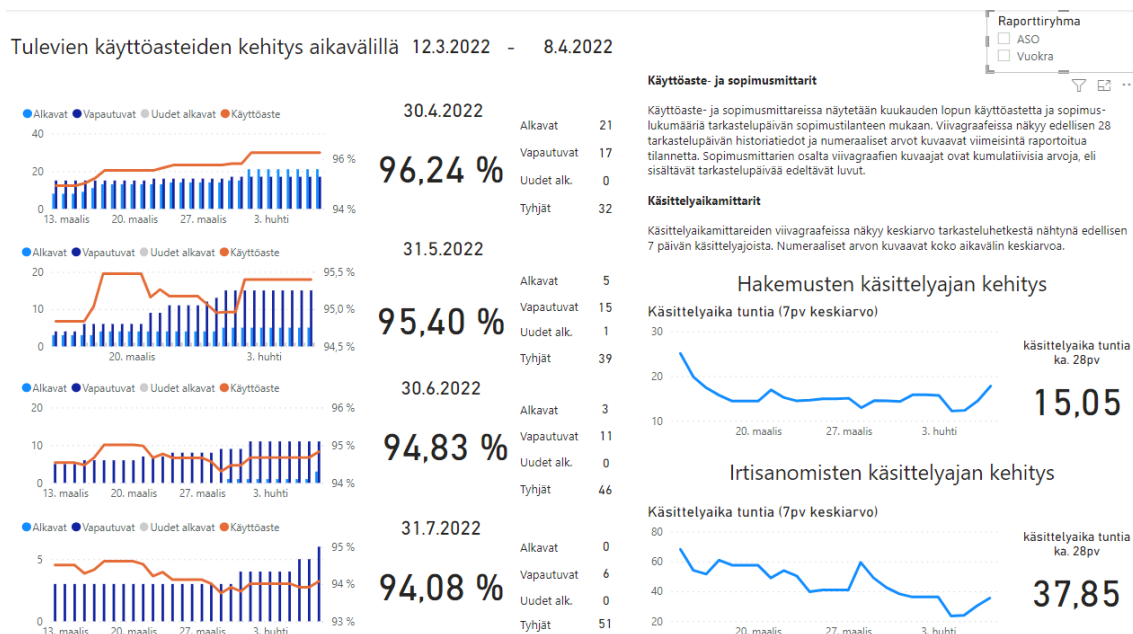 Raporttiryhma
ASO
Vuokra
Tulevien käyttöasteiden kehitys aikavälillä 12.3.2022 - 8.4.2022
Alkavat Vapautuvat Uudet alkavat Käyttöaste
40
20
0
96 %
94 %
13. maalis 20. maalis 27. maalis 3. huhti
30.4.2022
96,24 %
Alkavat 21
Vapautuvat 17
Uudet alk. 0
Tyhjät 32
Alkavat Vapautuvat Uudet alkavat Käyttöaste
20
10
0
95,5 %
95,0 %
94,5 %
20. maalis 3. huhti
31.5.2022
95,40 %
Alkavat 5
Vapautuvat 15
Uudet alk. 1
Tyhjät 39
Alkavat Vapautuvat Uudet alkavat Käyttöaste
20
10
0
96 %
95 %
94 %
13. maalis 20. maalis 27. maalis 3. huhti
30.6.2022
94,83 %
Alkavat 3
Vapautuvat 11
Uudet alk. 0
Tyhjät 46
Alkavat Vapautuvat Uudet alkavat Käyttöaste
5
0
95 %
94 %
93 %
13. maalis 20. maalis 27. maalis 3. huhti
31.7.2022
94,08 %
Alkavat 0
Vapautuvat 6
Uudet alk. 0
Tyhjät 51
Käyttöaste- ja sopimusmittarit
Käyttöaste- ja sopimusmittareissa näytetään kuukauden lopun käyttöastetta ja sopimus-
lukumääriä tarkastelupäivän sopimustilanteen mukaan. Viivagraafeissa näkyy edellisen 28
tarkastelupäivän historiatiedot ja numeraaliset arvot kuvaavat viimeisintä raportoitua
tilannetta. Sopimusmittarien osalta viivagraafien kuvaajat ovat kumulatiivisia arvoja, eli
sisältävät tarkastelupäivää edeltävät luvut.
Käsittelyaikamittarit
Käsittelyaikamittareiden viivagraafeissa näkyy keskiarvo tarkasteluhetkestä nähtynä edellisen
7 päivän käsittelyajoista. Numeraaliset arvon kuvaavat koko aikavälin keskiarvoa.
Hakemusten käsittelyajan kehitys
Käsittelyaika tuntia (7pv keskiarvo)
30
20
10
20. maalis 27. maalis 3. huhti
käsittelyaika tuntia
ka. 28pv
15,05
Irtisanomisten käsittelyajan kehitys
Käsittelyaika tuntia (7pv keskiarvo)
80
60
40
20
20. maalis 27. maalis 3. huhti
käsittelyaika tuntia
ka. 28pv
37,85